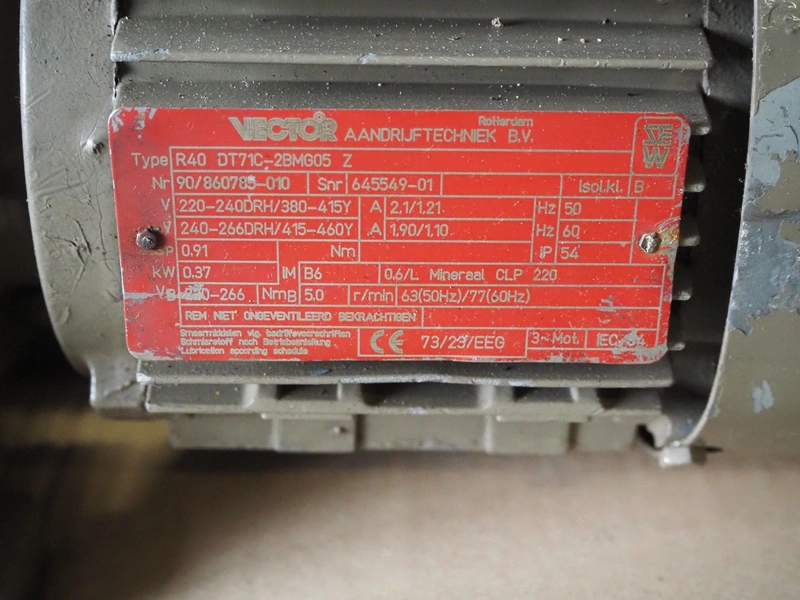 Rotterdam
VECTOR AANDRIJFTECHNIEK B.V.
SEW
Type R40 DT71C-2BMG05 Z
Nr 90/860785-010 Snr 645549-01 Isol.kl. B
V 220-240DRH/380-415Y A 2,1/1,21 Hz 50
V 240-266DRH/415-460Y A 1,90/1,10 Hz 60
0.91 Nm IP 54
kW 0.37 IM B6 0.6/L Mineraal CLP 220
NmB 5.0 r/min 63(50Hz)/77(60Hz)
REM NIET ONGEVENTILEERD BEKRACHTIGEN
Smeermiddelen vlg. bedrijfsvoorschriften
Schmierstoff nach Betriebsanleitung
Lubrication according schedule
CE 73/23/EEG 3~Mot. IEC 34